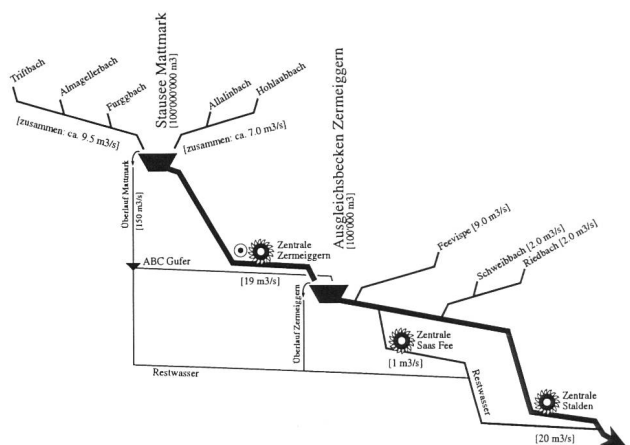 Triftbach
Almagellerbach
Furggbach
[zusammen: ca. 9.5 m3/s]
Stausee Mattmark
[100'000'000 m3]
Allalinbach
Hohlaubbach
[zusammen: ca. 7.0 m3/s]
Überlauf Mattmark
[150 m3/s]
Ausgleichsbecken Zermeiggern
[100'000 m3]
Zentrale
Zermeiggern
ABC Gufer
[19 m3/s]
Feevispe [9.0 m3/s]
Schweibbach [2.0 m3/s]
Riedbach [2.0 m3/s]
Überlauf Zermeiggern
Zentrale
Saas Fee
[1 m3/s]
Restwasser
Restwasser
Zentrale
Stalden
[20 m3/s]